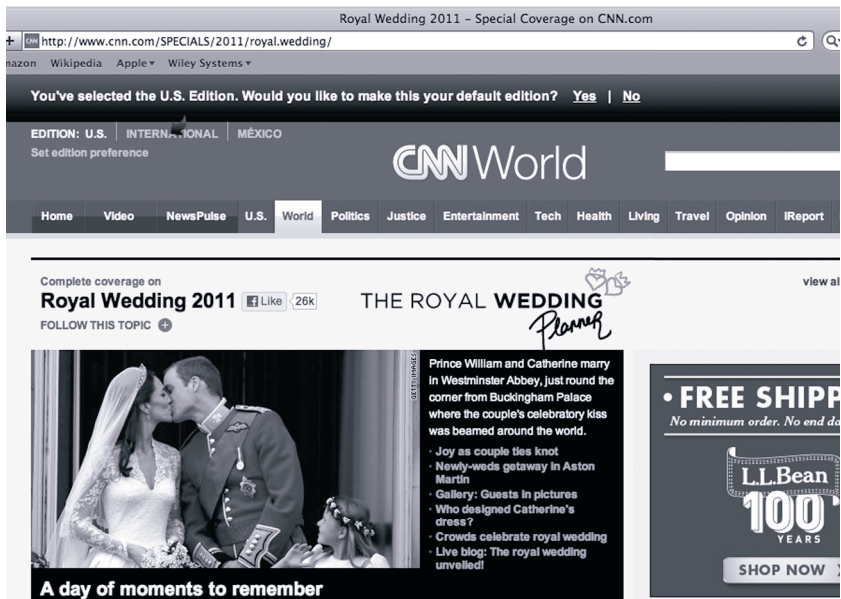 Royal Wedding 2011 – Special Coverage on CNN.com
+ CNN http://www.cnn.com/SPECIALS/2011/royal.wedding/
mazon Wikipedia Apple▾ Wiley Systems▾
You've selected the U.S. Edition. Would you like to make this your default edition? Yes | No
EDITION: U.S. INTERNATIONAL MÉXICO
Set edition preference
CNN World
Home Video NewsPulse U.S. World Politics Justice Entertainment Tech Health Living Travel Opinion iReport
Complete coverage on
Royal Wedding 2011 Like 26k
FOLLOW THIS TOPIC +
THE ROYAL WEDDING
Planner
view al
GETTY IMAGES
Prince William and Catherine marry
in Westminster Abbey, just round the
corner from Buckingham Palace
where the couple's celebratory kiss
was beamed around the world.
· Joy as couple ties knot
· Newly-weds getaway in Aston
Martin
· Gallery: Guests in pictures
· Who designed Catherine's
dress?
· Crowds celebrate royal wedding
· Live blog: The royal wedding
unveiled!
A day of moments to remember
• FREE SHIPP
No minimum order. No end da
L.L.Bean
100
YEARS
SHOP NOW